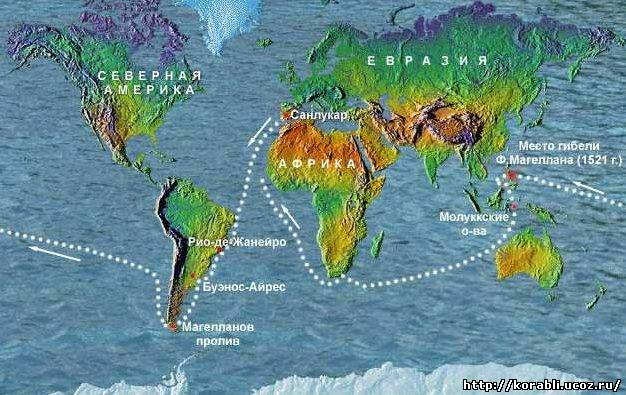 СЕВЕРНАЯ
АМЕРИКА
ЕВРАЗИЯ
Санлукар
АФРИКА
Место гибели
Ф.Магеллана (1521 г.)
Молуккские
о-ва
Рио-де-Жанейро
Буэнос-Айрес
Магелланов
пролив
http://korabli.ucoz.ru/